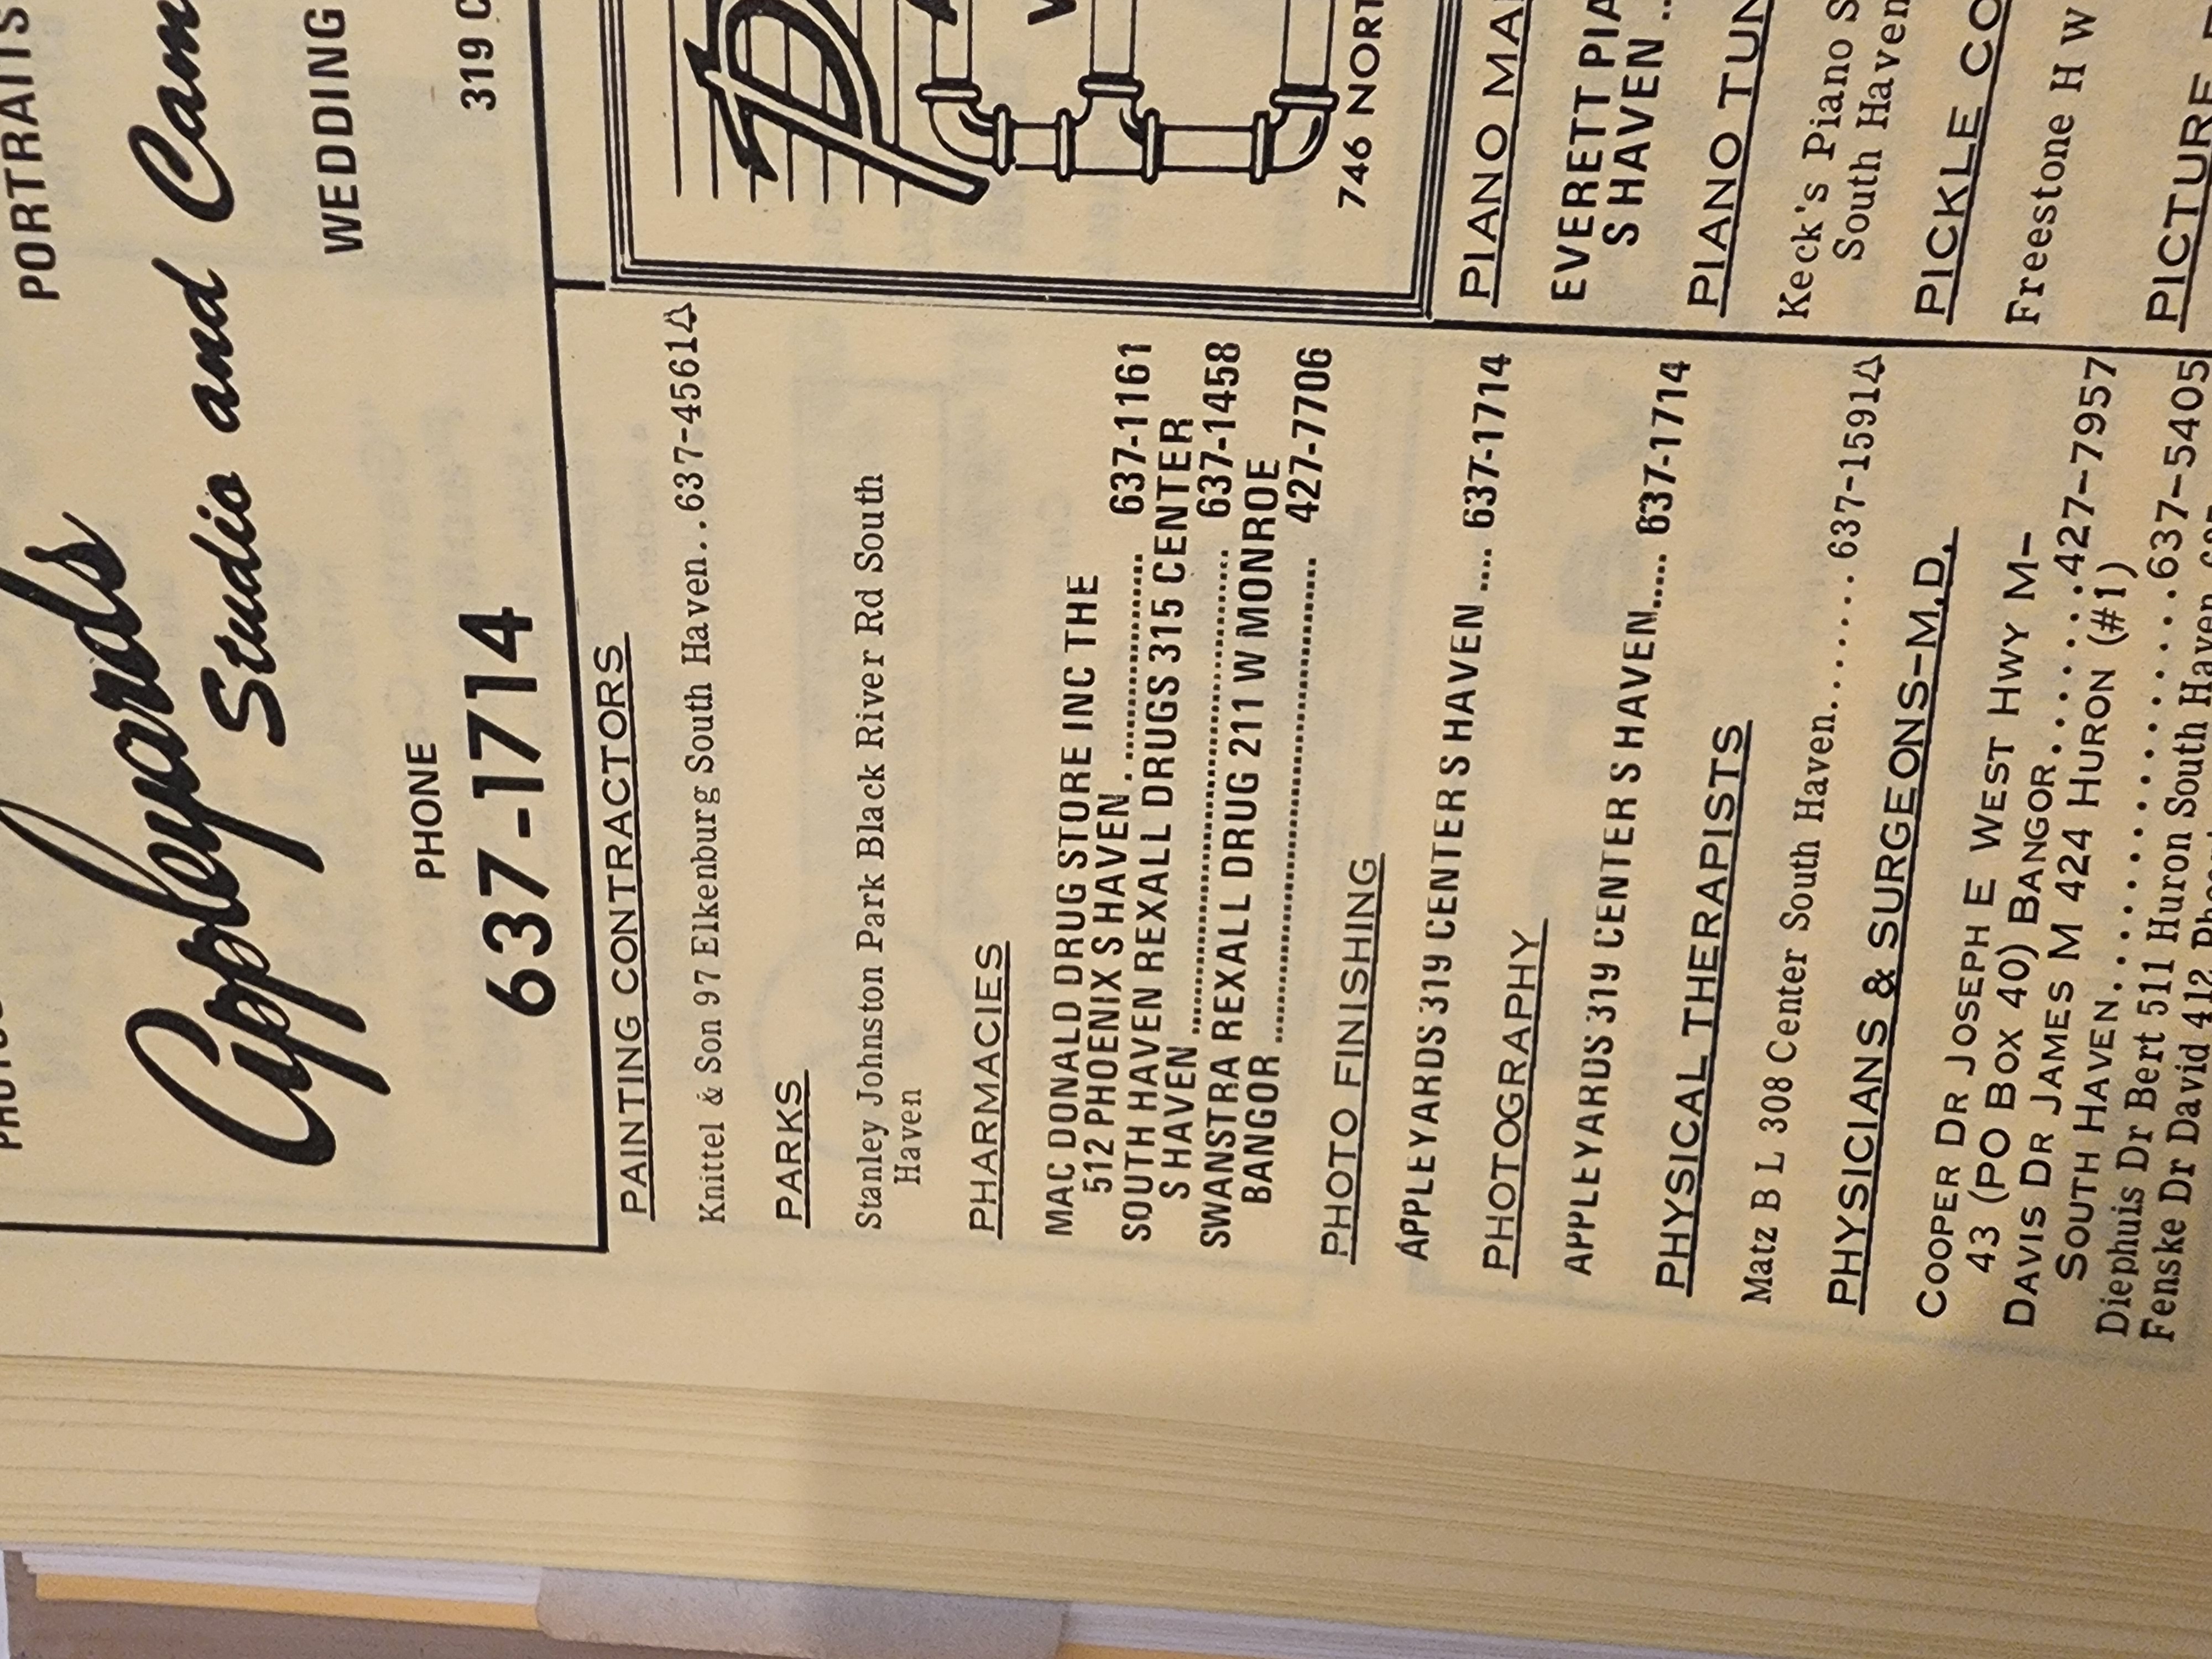 PORTRAITS
Appleyards
Studio and Cam
WEDDING
PHONE
637-1714
319 C
PAINTING CONTRACTORS
Knittel & Son 97 Elkenburg South Haven..637-4561
PARKS
Stanley Johnston Park Black River Rd South
Haven
PHARMACIES
MAC DONALD DRUG STORE INC THE
512 PHOENIX S HAVEN............ 637-1161
SOUTH HAVEN REXALL DRUGS 315 CENTER
S HAVEN........................ 637-1458
SWANSTRA REXALL DRUG 211 W MONROE
BANGOR........................ 427-7706
PHOTO FINISHING
APPLEYARDS 319 CENTER S HAVEN.... 637-1714
PHOTOGRAPHY
APPLEYARDS 319 CENTER S HAVEN..... 637-1714
PHYSICAL THERAPISTS
Matz B L 308 Center South Haven.......637-1591
PHYSICIANS & SURGEONS-M.D.
COOPER DR JOSEPH E WEST HWY M-
43 (PO BOX 40) BANGOR........427-7957
DAVIS DR JAMES M 424 HURON (#1)
SOUTH HAVEN..............637-5405
Diephuis Dr Bert 511 Huron South Haven
Fenske Dr David 412
746 NORT
PIANO MA
EVERETT PIA
S HAVEN ..
PIANO TUN
Keck's Piano S
South Haven
PICKLE CO
Freestone H W
PICTURE